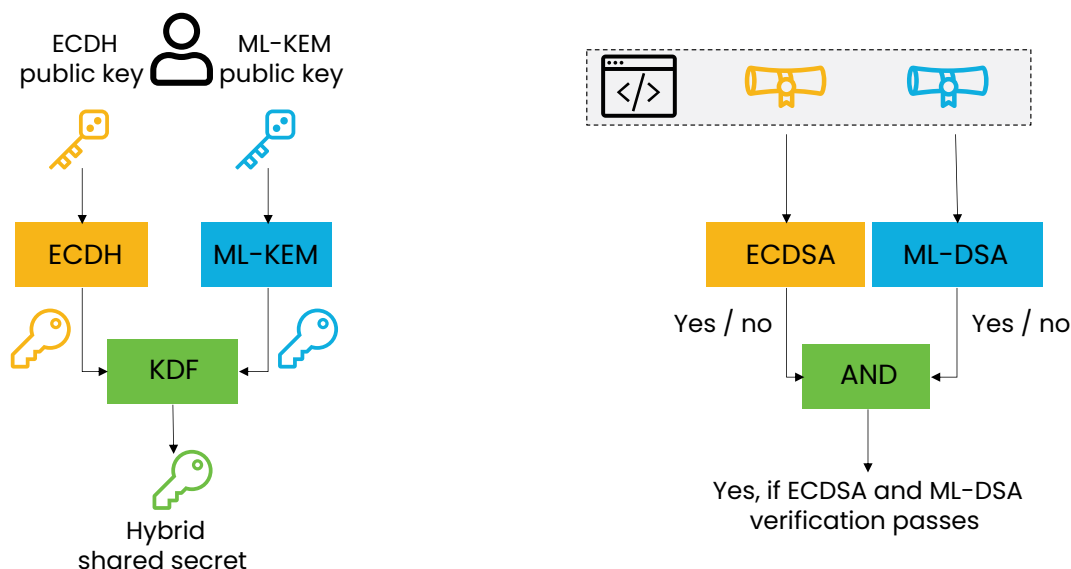 ECDH
public key
ML-KEM
public key
</>
ECDH
ML-KEM
KDF
Hybrid
shared secret
ECDSA
ML-DSA
Yes / no
Yes / no
AND
Yes, if ECDSA and ML-DSA
verification passes